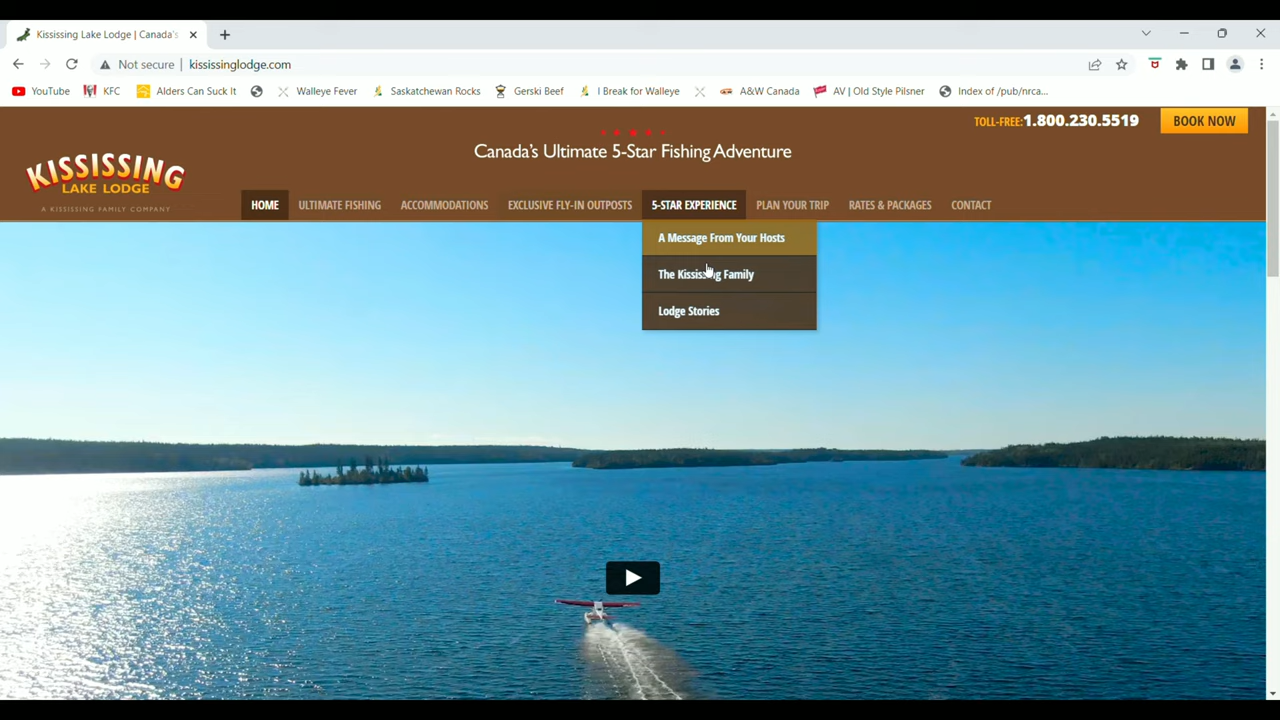 Kississing Lake Lodge | Canada's
Not secure | kississinglodge.com
YouTube
KFC
Alders Can Suck It
Walleye Fever
Saskatchewan Rocks
Gerski Beef
I Break for Walleye
A&W Canada
AV | Old Style Pilsner
Index of /pub/nrca...
TOLL-FREE: 1.800.230.5519
BOOK NOW
Canada's Ultimate 5-Star Fishing Adventure
KISSISSING
LAKE LODGE
A KISSISSING FAMILY COMPANY
HOME
ULTIMATE FISHING
ACCOMMODATIONS
EXCLUSIVE FLY-IN OUTPOSTS
5-STAR EXPERIENCE
PLAN YOUR TRIP
RATES & PACKAGES
CONTACT
A Message From Your Hosts
The Kississing Family
Lodge Stories